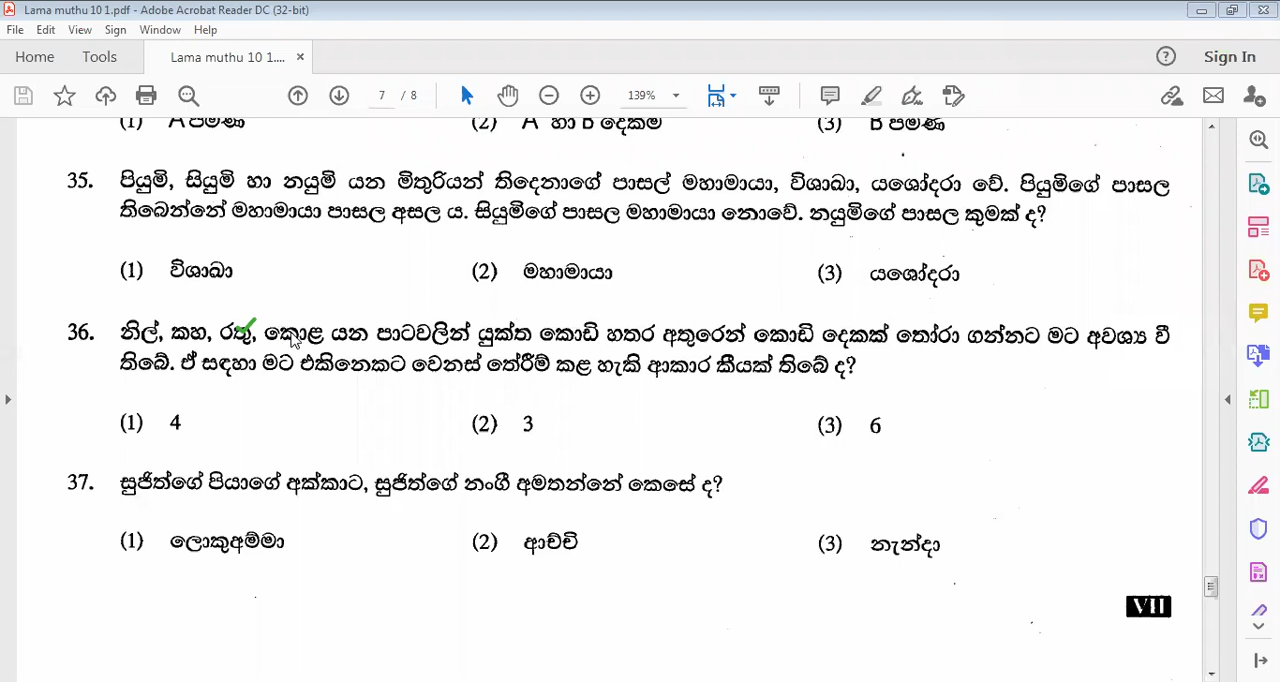 Lama muthu 10 1.pdf - Adobe Acrobat Reader DC (32-bit)
File Edit View Sign Window Help
Home Tools Lama muthu 10 1.... × Sign In
7 / 8 139%
(1) A පමණි (2) A හා B දෙකම (3) B පමණි
35. පියුමි, සියුමි හා නයුමි යන මිතුරියන් තිදෙනාගේ පාසල් මහාමායා, විශාඛා, යශෝදරා වේ. පියුමිගේ පාසල
තිබෙන්නේ මහාමායා පාසල අසල ය. සියුමිගේ පාසල මහාමායා නොවේ. නයුමිගේ පාසල කුමක් ද?
(1) විශාඛා (2) මහාමායා (3) යශෝදරා
36. නිල්, කහ, රතු, කොළ යන පාටවලින් යුක්ත කොඩි හතර අතුරෙන් කොඩි දෙකක් තෝරා ගන්නට මට අවශ්‍ය වී
තිබේ. ඒ සඳහා මට එකිනෙකට වෙනස් තේරීම් කළ හැකි ආකාර කීයක් තිබේ ද?
(1) 4 (2) 3 (3) 6
37. සුජිත්ගේ පියාගේ අක්කාට, සුජිත්ගේ නංගී අමතන්නේ කෙසේ ද?
(1) ලොකුඅම්මා (2) ආච්චි (3) නැන්දා
VII